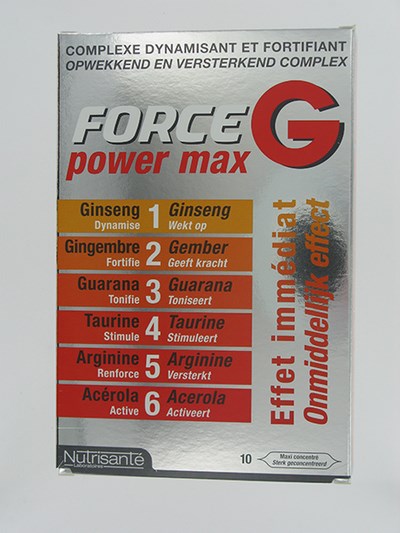 COMPLEXE DYNAMISANT ET FORTIFIANT
OPWEKKEND EN VERSTERKEND COMPLEX
FORCE G
power max
Ginseng 1 Ginseng
Dynamise Wekt op
Gingembre 2 Gember
Fortifie Geeft kracht
Guarana 3 Guarana
Tonifie Toniseert
Taurine 4 Taurine
Stimule Stimuleert
Arginine 5 Arginine
Renforce Versterkt
Acérola 6 Acerola
Active Activeert
Effet immédiat
Onmiddellijk effect
Nutrisanté
Laboratoires
10 Maxi concentré
Sterk geconcentreerd